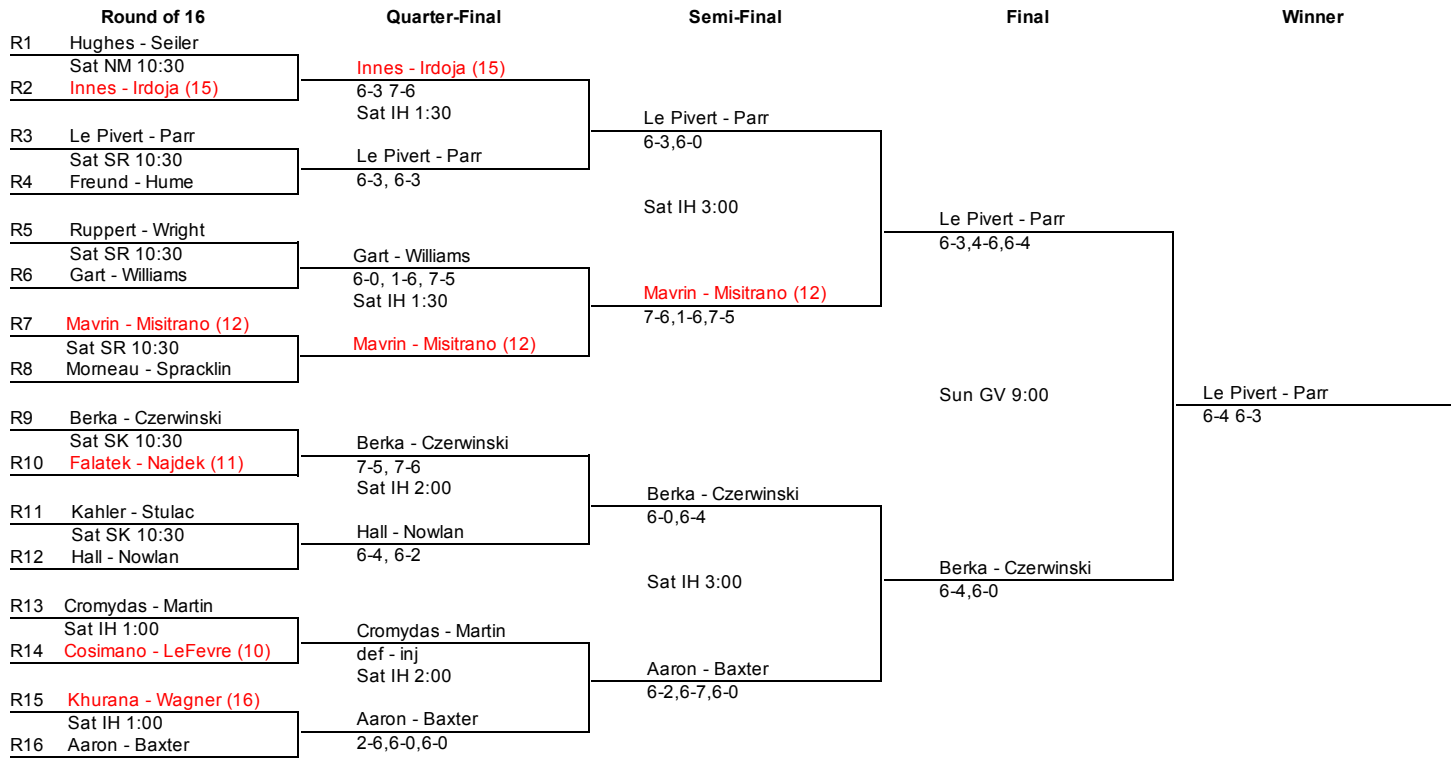 Round of 16
Quarter-Final
Semi-Final
Final
Winner
R1 Hughes - Seiler
Sat NM 10:30
R2 Innes - Irdoja (15)
R3 Le Pivert - Parr
Sat SR 10:30
R4 Freund - Hume
R5 Ruppert - Wright
Sat SR 10:30
R6 Gart - Williams
R7 Mavrin - Misitrano (12)
Sat SR 10:30
R8 Morneau - Spracklin
R9 Berka - Czerwinski
Sat SK 10:30
R10 Falatek - Najdek (11)
R11 Kahler - Stulac
Sat SK 10:30
R12 Hall - Nowlan
R13 Cromydas - Martin
Sat IH 1:00
R14 Cosimano - LeFevre (10)
R15 Khurana - Wagner (16)
Sat IH 1:00
R16 Aaron - Baxter
Innes - Irdoja (15)
6-3 7-6
Sat IH 1:30
Le Pivert - Parr
6-3, 6-3
Gart - Williams
6-0, 1-6, 7-5
Sat IH 1:30
Mavrin - Misitrano (12)
Berka - Czerwinski
7-5, 7-6
Sat IH 2:00
Hall - Nowlan
6-4, 6-2
Cromydas - Martin
def - inj
Sat IH 2:00
Aaron - Baxter
2-6,6-0,6-0
Le Pivert - Parr
6-3,6-0
Sat IH 3:00
Mavrin - Misitrano (12)
7-6,1-6,7-5
Berka - Czerwinski
6-0,6-4
Sat IH 3:00
Aaron - Baxter
6-2,6-7,6-0
Le Pivert - Parr
6-3,4-6,6-4
Sun GV 9:00
Berka - Czerwinski
6-4,6-0
Le Pivert - Parr
6-4 6-3